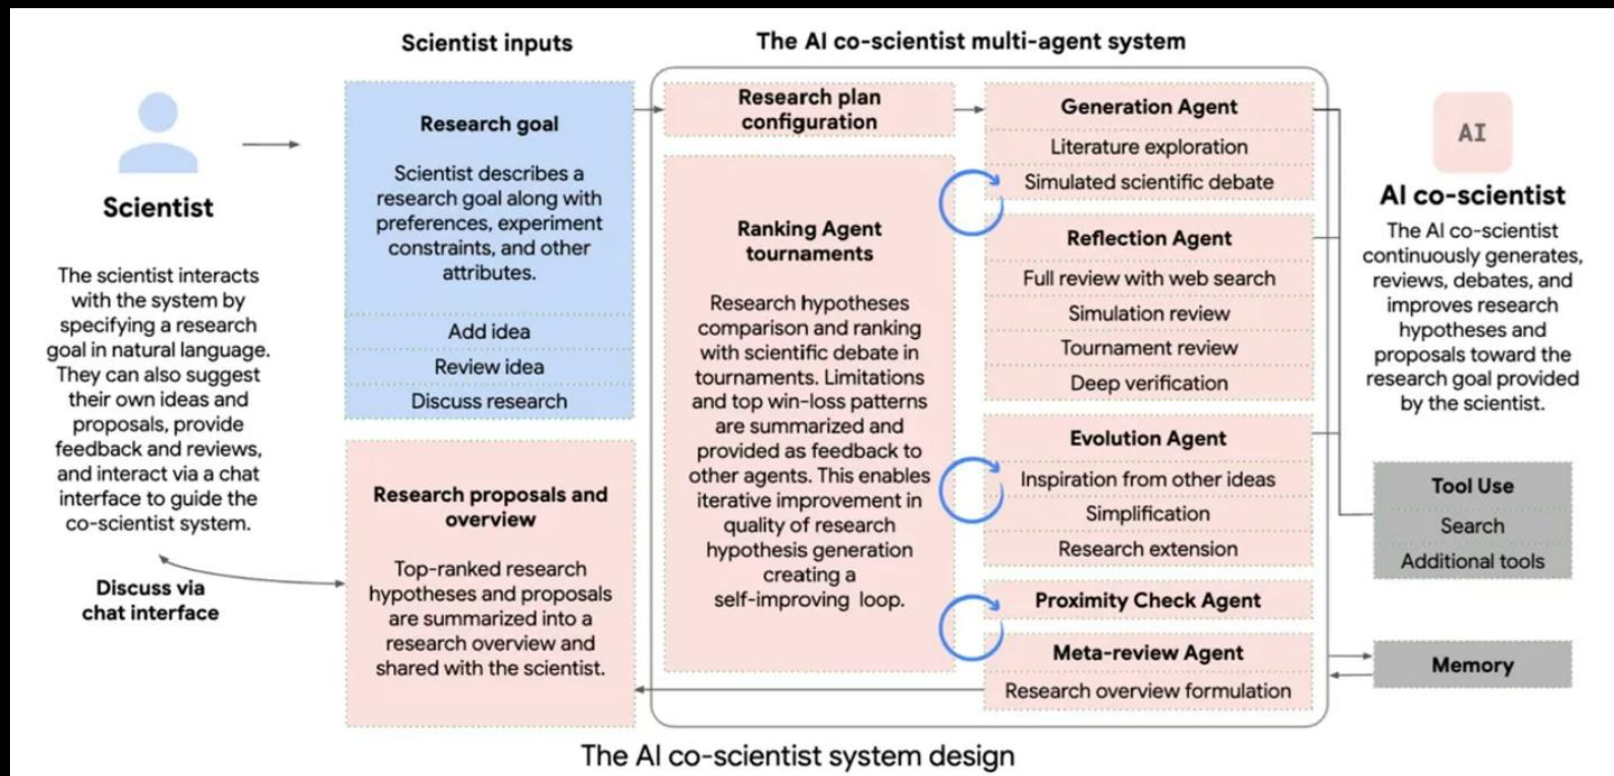 Scientist inputs
The AI co-scientist multi-agent system
Scientist
The scientist interacts
with the system by
specifying a research
goal in natural language.
They can also suggest
their own ideas and
proposals, provide
feedback and reviews,
and interact via a chat
interface to guide the
co-scientist system.
Discuss via
chat interface
Research goal
Scientist describes a
research goal along with
preferences, experiment
constraints, and other
attributes.
Add idea
Review idea
Discuss research
Research proposals and
overview
Top-ranked research
hypotheses and proposals
are summarized into a
research overview and
shared with the scientist.
Research plan
configuration
Ranking Agent
tournaments
Research hypotheses
comparison and ranking
with scientific debate in
tournaments. Limitations
and top win-loss patterns
are summarized and
provided as feedback to
other agents. This enables
iterative improvement in
quality of research
hypothesis generation
creating a
self-improving loop.
Generation Agent
Literature exploration
Simulated scientific debate
Reflection Agent
Full review with web search
Simulation review
Tournament review
Deep verification
Evolution Agent
Inspiration from other ideas
Simplification
Research extension
Proximity Check Agent
Meta-review Agent
Research overview formulation
AI
AI co-scientist
The AI co-scientist
continuously generates,
reviews, debates, and
improves research
hypotheses and
proposals toward the
research goal provided
by the scientist.
Tool Use
Search
Additional tools
Memory
The AI co-scientist system design